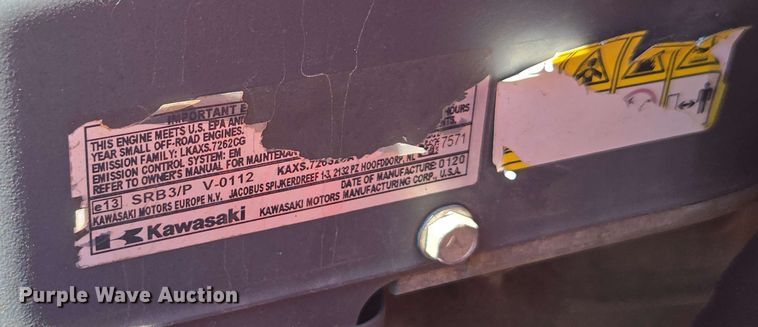 IMPORTANT E
THIS ENGINE MEETS U.S. EPA AND
YEAR SMALL OFF-ROAD ENGINES. HOURS
EMISSION FAMILY: LKAXS.7262CG
EMISSION CONTROL SYSTEM: EM 7571
REFER TO OWNER'S MANUAL FOR MAINTENA
e13 SRB3/P V-0112 DATE OF MANUFACTURE: 0120
KAWASAKI MOTORS EUROPE N.V. JACOBUS SPIJKERDREEF 1-3, 2132 PZ HOOFDDORP, NL
Kawasaki KAWASAKI MOTORS MANUFACTURING CORP., U.S.A.
Purple Wave Auction